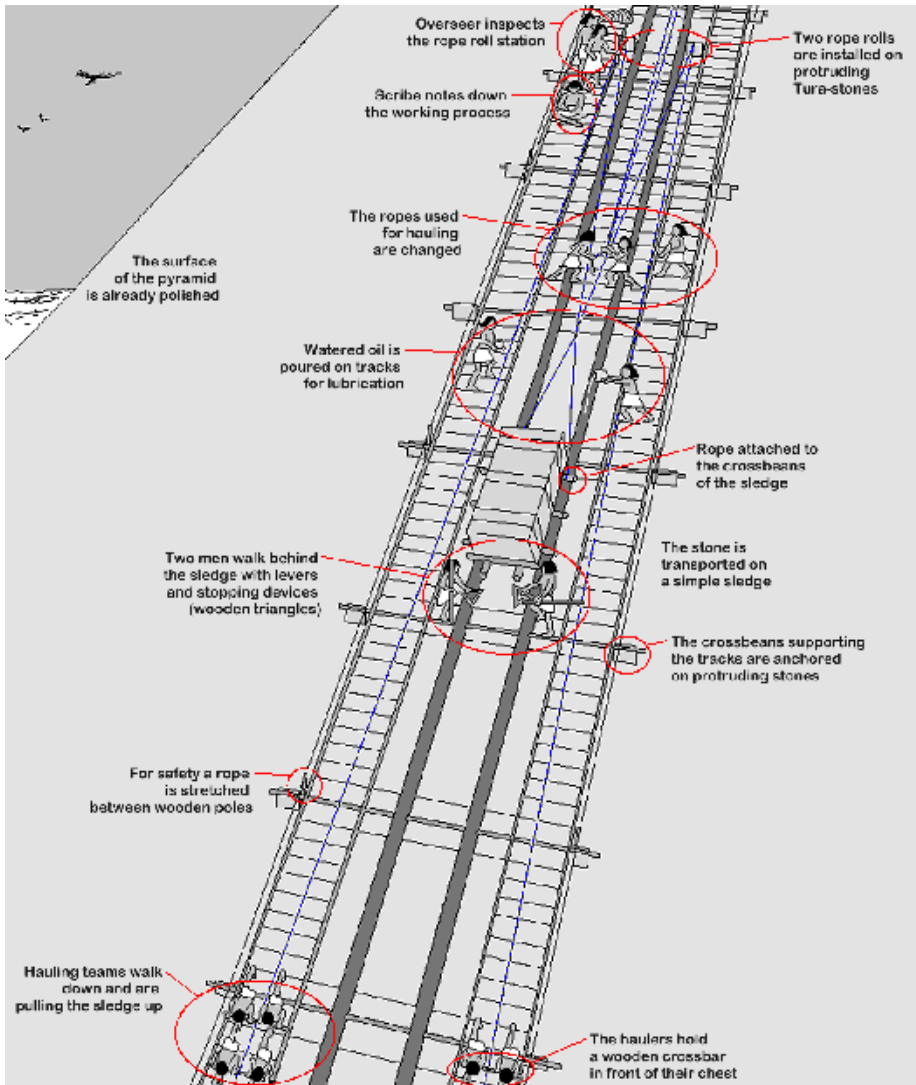 Overseer inspects
the rope roll station
Two rope rolls
are installed on
protruding
Tura-stones
Scribe notes down
the working process
The ropes used
for hauling
are changed
The surface
of the pyramid
is already polished
Watered oil is
poured on tracks
for lubrication
Rope attached to
the crossbeans
of the sledge
Two men walk behind
the sledge with levers
and stopping devices
(wooden triangles)
The stone is
transported on
a simple sledge
The crossbeans supporting
the tracks are anchored
on protruding stones
For safety a rope
is stretched
between wooden poles
Hauling teams walk
down and are
pulling the sledge up
The haulers hold
a wooden crossbar
in front of their chest